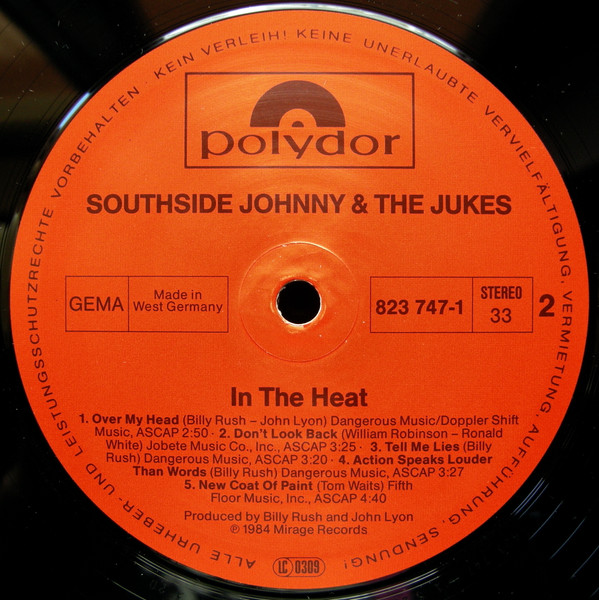 ALLE URHEBER- UND LEISTUNGSSCHUTZRECHTE VORBEHALTEN KEIN VERLEIH! KEINE UNERLAUBTE VERVIELFÄLTIGUNG, VERMIETUNG, AUFFÜHRUNG, SENDUNG!
polydor
SOUTHSIDE JOHNNY & THE JUKES
GEMA
Made in
West Germany
823 747-1
STEREO
33
2
In The Heat
1. Over My Head (Billy Rush – John Lyon) Dangerous Music/Doppler Shift
Music, ASCAP 2:50 · 2. Don't Look Back (William Robinson – Ronald
White) Jobete Music Co., Inc., ASCAP 3:25 · 3. Tell Me Lies (Billy
Rush) Dangerous Music, ASCAP 3:20 · 4. Action Speaks Louder
Than Words (Billy Rush) Dangerous Music, ASCAP 3:27
5. New Coat Of Paint (Tom Waits) Fifth
Floor Music, Inc., ASCAP 4:40
Produced by Billy Rush and John Lyon
℗ 1984 Mirage Records
LC 0309